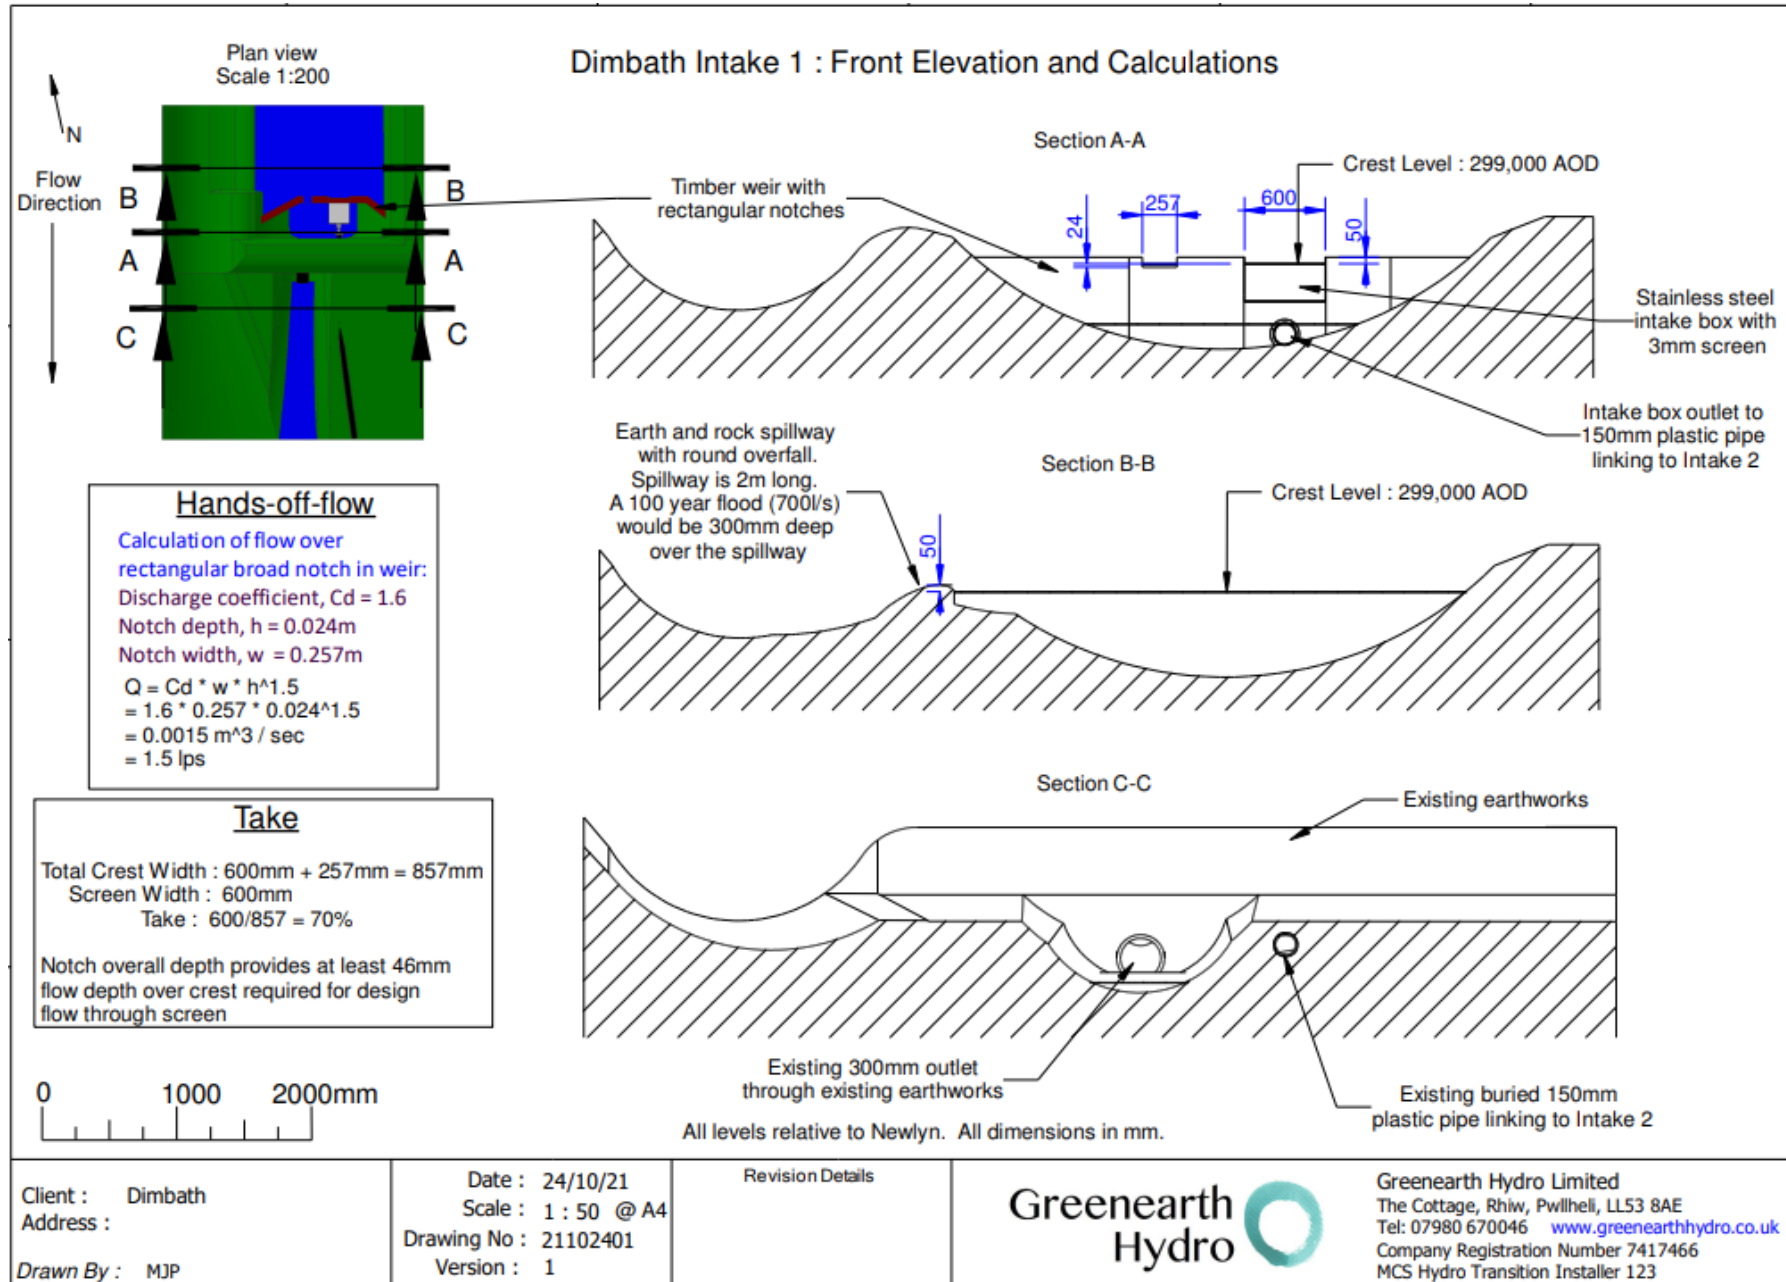 Dimbath Intake 1 : Front Elevation and Calculations
Plan view
Scale 1:200
N
Flow
Direction
B
B
A
A
C
C
Section A-A
Timber weir with
rectangular notches
Crest Level : 299,000 AOD
24
257
600
50
Stainless steel
intake box with
3mm screen
Intake box outlet to
150mm plastic pipe
linking to Intake 2
Earth and rock spillway
with round overfall.
Spillway is 2m long.
A 100 year flood (700l/s)
would be 300mm deep
over the spillway
Section B-B
Crest Level : 299,000 AOD
50
Hands-off-flow
Calculation of flow over
rectangular broad notch in weir:
Discharge coefficient, Cd = 1.6
Notch depth, h = 0.024m
Notch width, w = 0.257m
Q = Cd * w * h^1.5
= 1.6 * 0.257 * 0.024^1.5
= 0.0015 m^3 / sec
= 1.5 lps
Take
Total Crest Width : 600mm + 257mm = 857mm
Screen Width : 600mm
Take : 600/857 = 70%
Notch overall depth provides at least 46mm
flow depth over crest required for design
flow through screen
Section C-C
Existing earthworks
Existing 300mm outlet
through existing earthworks
Existing buried 150mm
plastic pipe linking to Intake 2
0 1000 2000mm
All levels relative to Newlyn. All dimensions in mm.
Client : Dimbath
Address :
Drawn By : MJP
Date : 24/10/21
Scale : 1 : 50 @ A4
Drawing No : 21102401
Version : 1
Revision Details
Greenearth
Hydro
Greenearth Hydro Limited
The Cottage, Rhiw, Pwllheli, LL53 8AE
Tel: 07980 670046 www.greenearthhydro.co.uk
Company Registration Number 7417466
MCS Hydro Transition Installer 123